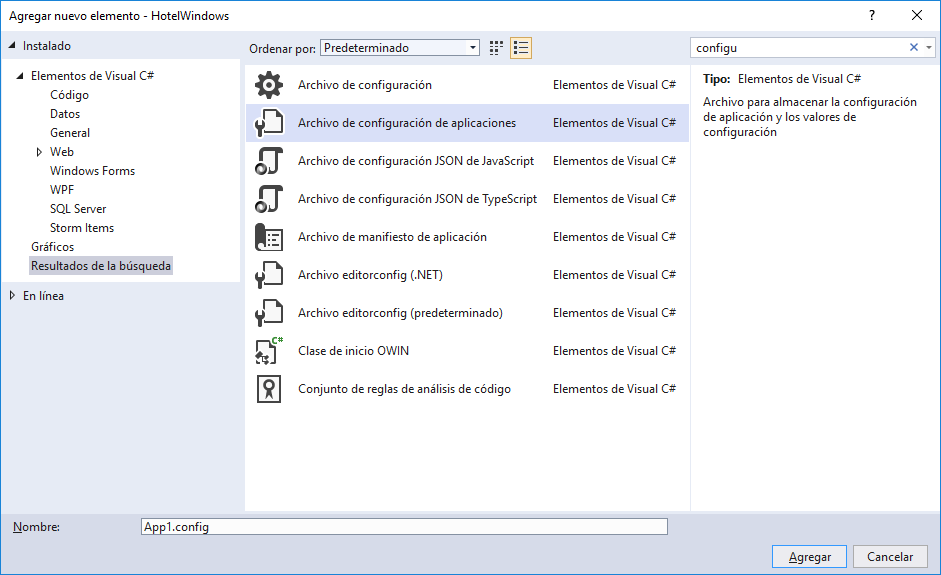 Agregar nuevo elemento - HotelWindows
?
Instalado
Ordenar por: Predeterminado
configu
Elementos de Visual C#
Código
Datos
General
Web
Windows Forms
WPF
SQL Server
Storm Items
Gráficos
Resultados de la búsqueda
En línea
Archivo de configuración Elementos de Visual C#
Archivo de configuración de aplicaciones Elementos de Visual C#
Archivo de configuración JSON de JavaScript Elementos de Visual C#
Archivo de configuración JSON de TypeScript Elementos de Visual C#
Archivo de manifiesto de aplicación Elementos de Visual C#
Archivo editorconfig (.NET) Elementos de Visual C#
Archivo editorconfig (predeterminado) Elementos de Visual C#
C#
Clase de inicio OWIN Elementos de Visual C#
Conjunto de reglas de análisis de código Elementos de Visual C#
Tipo: Elementos de Visual C#
Archivo para almacenar la configuración
de aplicación y los valores de
configuración
Nombre: App1.config
Agregar Cancelar